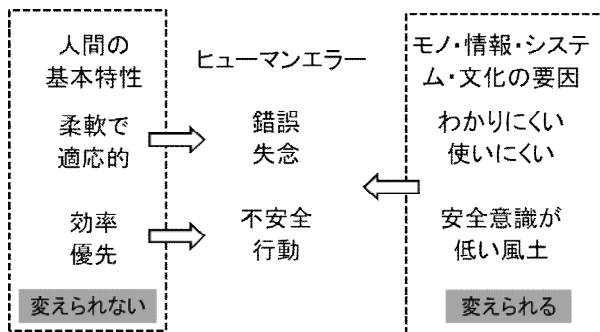 人間の
基本特性
柔軟で
適応的
効率
優先
変えられない
ヒューマンエラー
錯誤
失念
不安全
行動
モノ・情報・システ
ム・文化の要因
わかりにくい
使いにくい
安全意識が
低い風土
変えられる